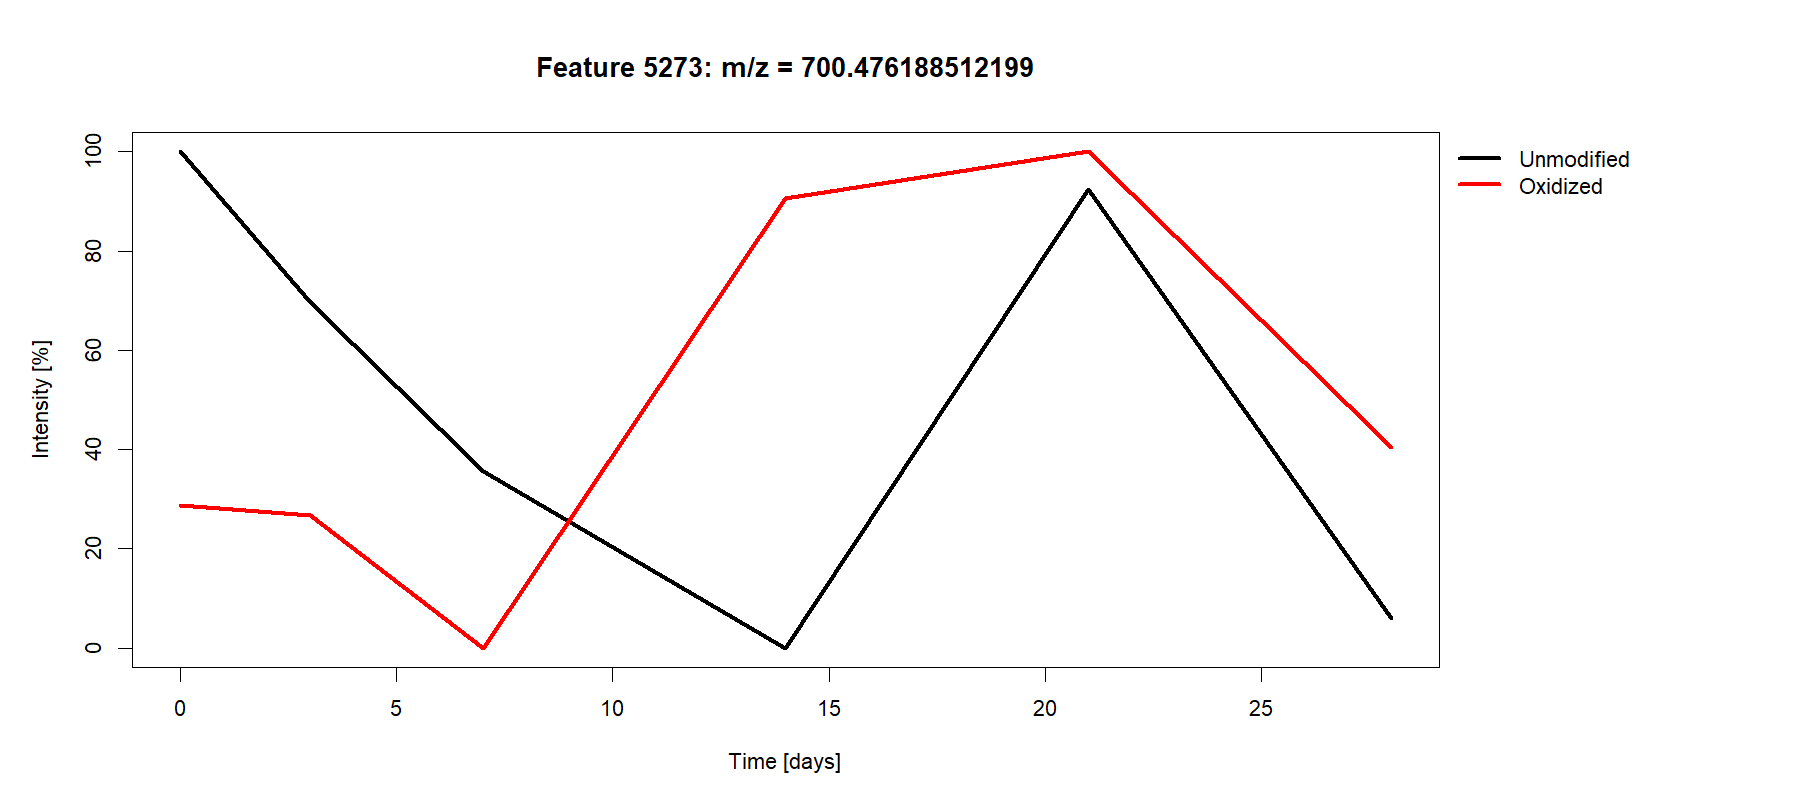 Feature 5273: m/z = 700.476188512199
Unmodified
Oxidized
Intensity [%]
100
80
60
40
20
0
0 5 10 15 20 25
Time [days]